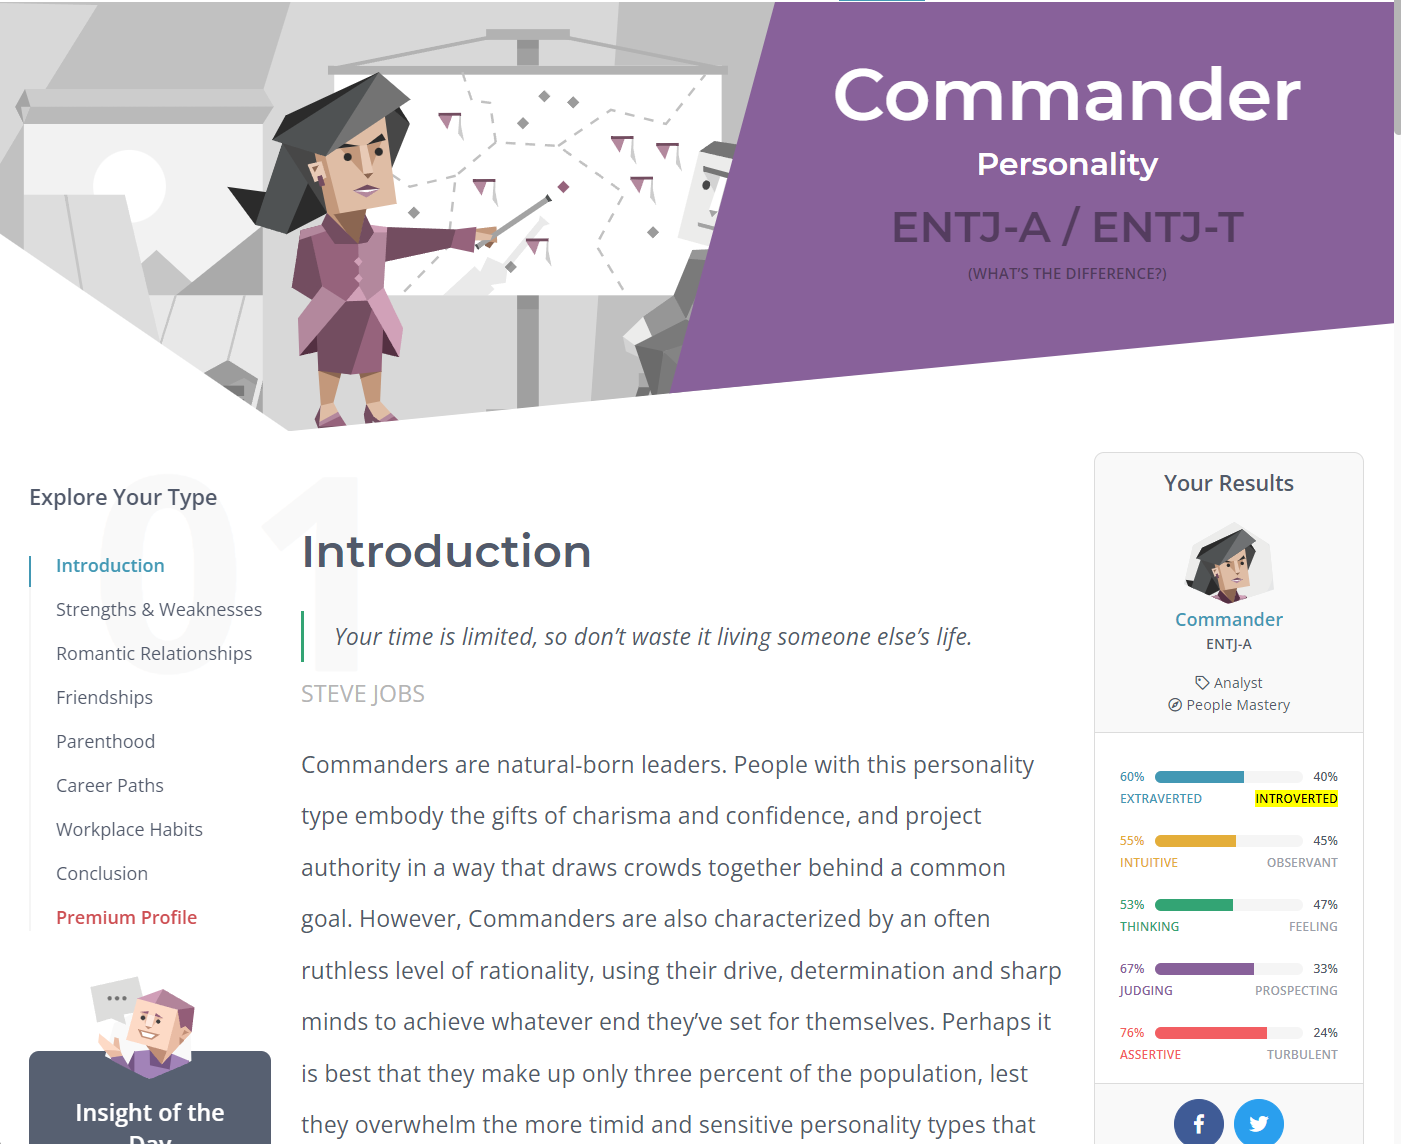 Commander
Personality
ENTJ-A / ENTJ-T
(WHAT'S THE DIFFERENCE?)
01
Explore Your Type
Introduction
Strengths & Weaknesses
Romantic Relationships
Friendships
Parenthood
Career Paths
Workplace Habits
Conclusion
Premium Profile
Insight of the
Day
Introduction
Your time is limited, so don’t waste it living someone else’s life.
STEVE JOBS
Commanders are natural-born leaders. People with this personality
type embody the gifts of charisma and confidence, and project
authority in a way that draws crowds together behind a common
goal. However, Commanders are also characterized by an often
ruthless level of rationality, using their drive, determination and sharp
minds to achieve whatever end they’ve set for themselves. Perhaps it
is best that they make up only three percent of the population, lest
they overwhelm the more timid and sensitive personality types that
Your Results
Commander
ENTJ-A
Analyst
People Mastery
60% 40%
EXTRAVERTED INTROVERTED
55% 45%
INTUITIVE OBSERVANT
53% 47%
THINKING FEELING
67% 33%
JUDGING PROSPECTING
76% 24%
ASSERTIVE TURBULENT